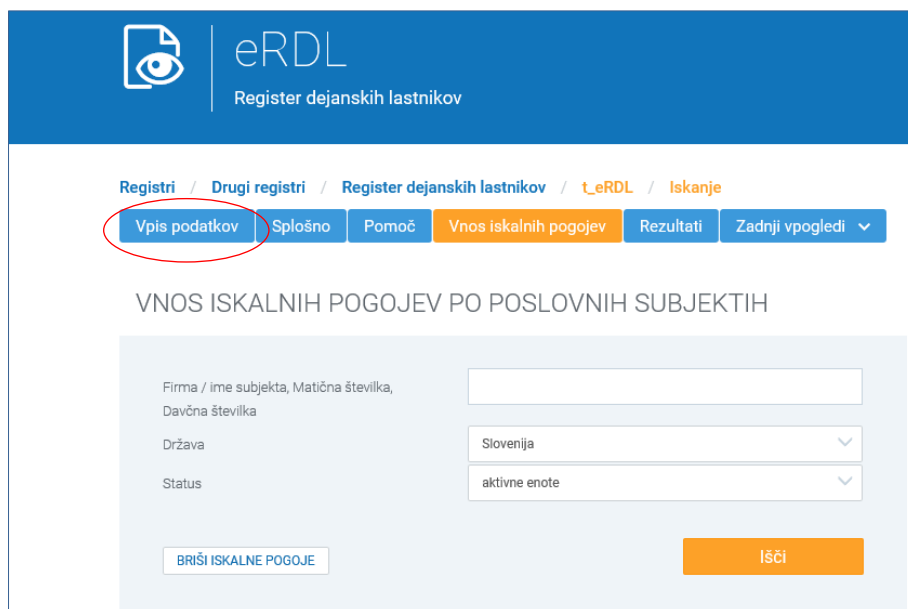 eRDL
Register dejanskih lastnikov
Registri / Drugi registri / Register dejanskih lastnikov / t_eRDL / Iskanje
Vpis podatkov Splošno Pomoč Vnos iskalnih pogojev Rezultati Zadnji vpogledi
VNOS ISKALNIH POGOJEV PO POSLOVNIH SUBJEKTIH
Firma / ime subjekta, Matična številka,
Davčna številka
Država Slovenija
Status aktivne enote
BRIŠI ISKALNE POGOJE Išči